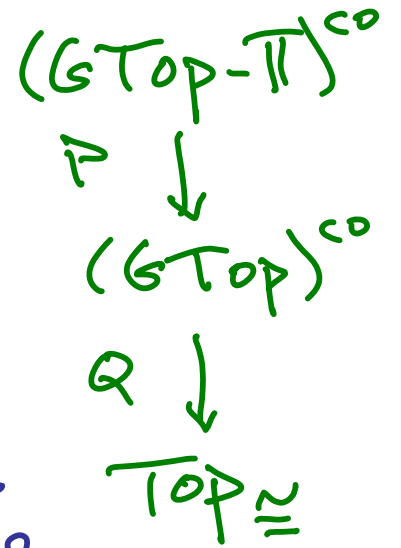 (GTop-𝕋)^co
P ↓
(GTop)^co
Q ↓
Top≅